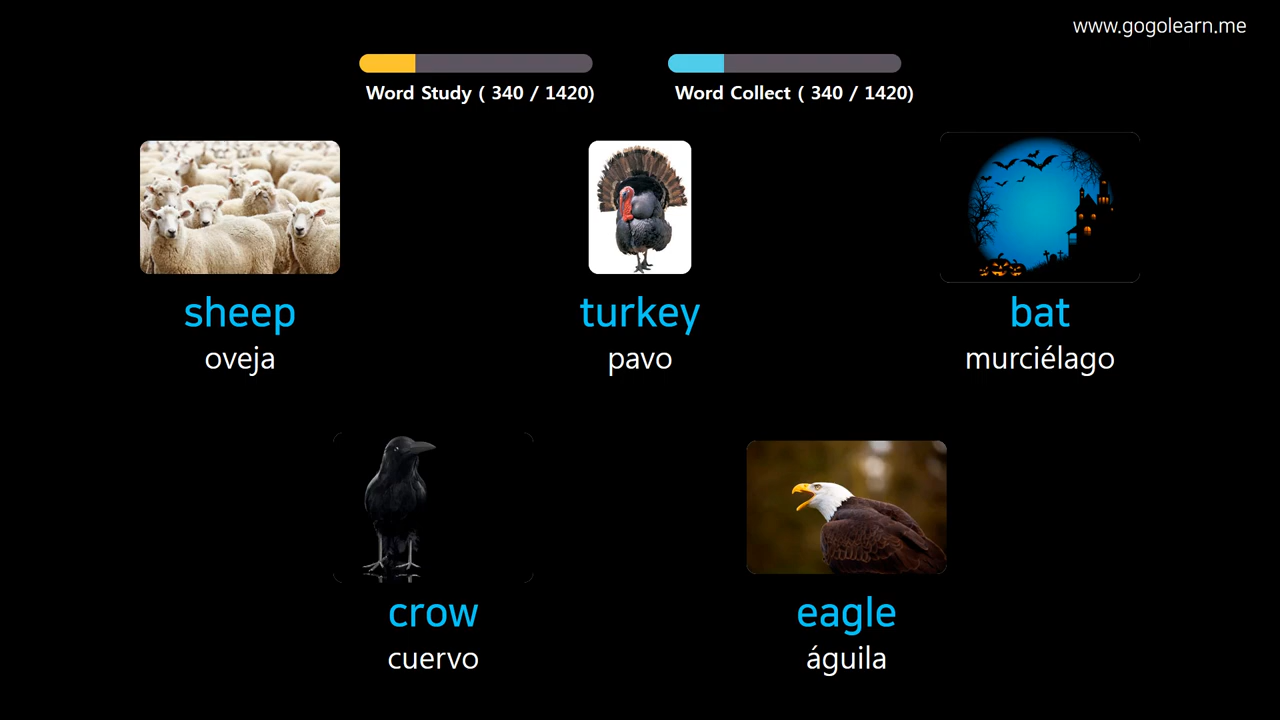 www.gogolearn.me
Word Study ( 340 / 1420)
Word Collect ( 340 / 1420)
sheep
oveja
turkey
pavo
bat
murciélago
crow
cuervo
eagle
águila